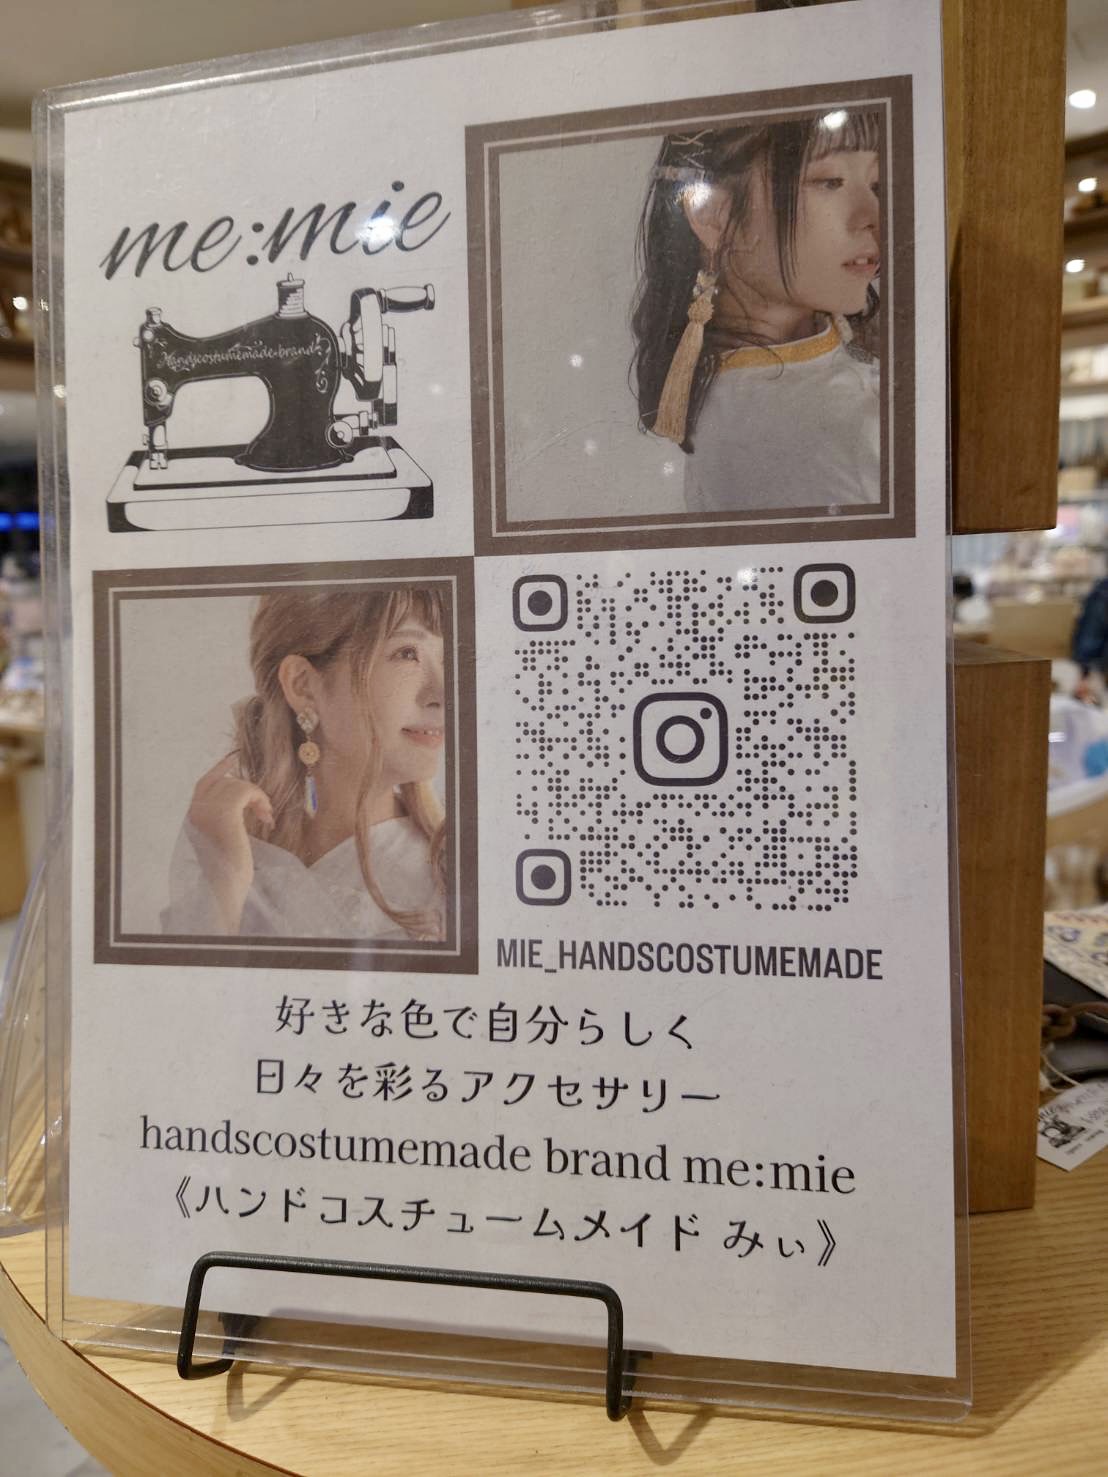 me:mie
Handscostumemade brand
MIE_HANDSCOSTUMEMADE
好きな色で自分らしく
日々を彩るアクセサリー
handscostumemade brand me:mie
《ハンドコスチュームメイド みぃ》